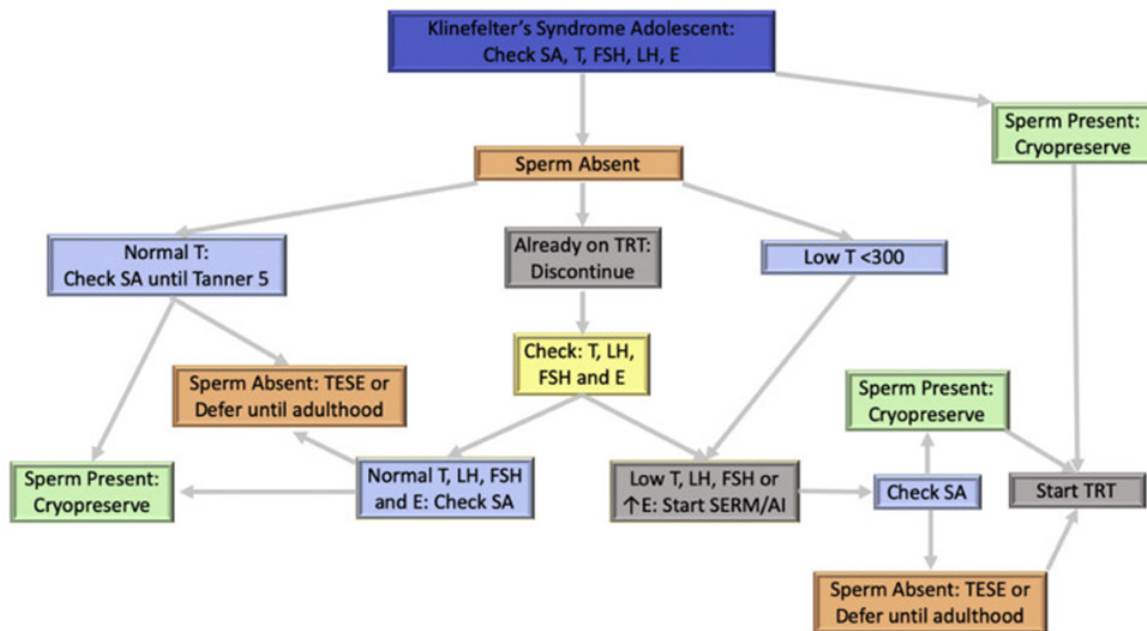 Klinefelter's Syndrome Adolescent:
Check SA, T, FSH, LH, E
Sperm Present:
Cryopreserve
Sperm Absent
Normal T:
Check SA until Tanner 5
Already on TRT:
Discontinue
Low T <300
Check: T, LH,
FSH and E
Sperm Absent: TESE or
Defer until adulthood
Sperm Present:
Cryopreserve
Sperm Present:
Cryopreserve
Normal T, LH, FSH
and E: Check SA
Low T, LH, FSH or
↑E: Start SERM/AI
Check SA
Start TRT
Sperm Absent: TESE or
Defer until adulthood